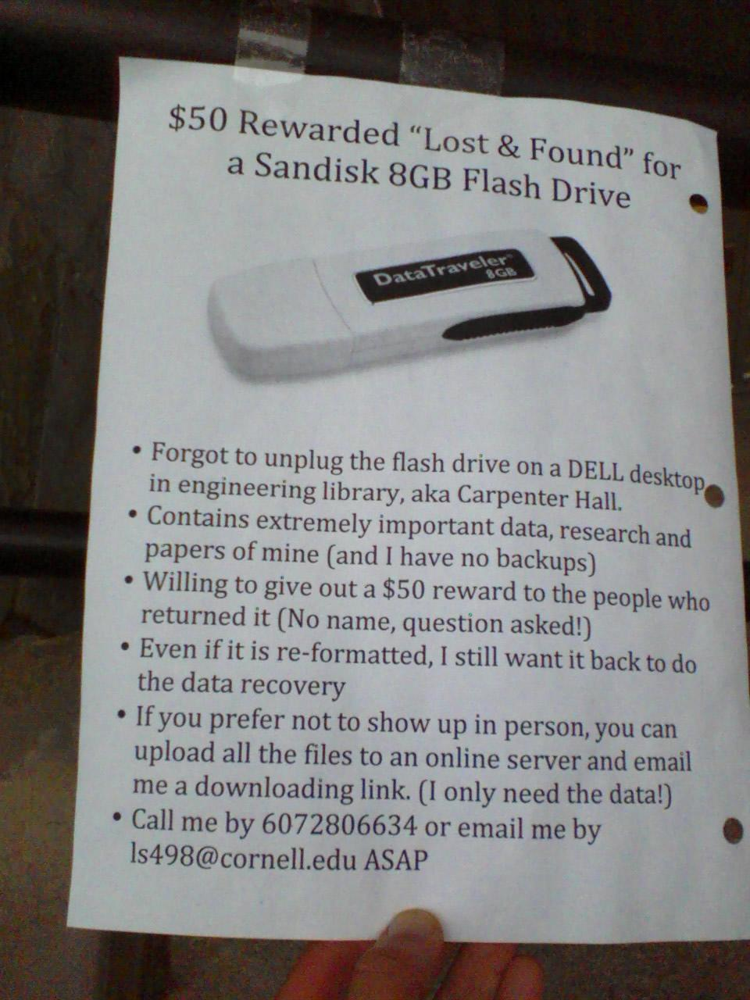 $50 Rewarded “Lost & Found” for
a Sandisk 8GB Flash Drive
DataTraveler®
8GB
• Forgot to unplug the flash drive on a DELL desktop
in engineering library, aka Carpenter Hall.
• Contains extremely important data, research and
papers of mine (and I have no backups)
• Willing to give out a $50 reward to the people who
returned it (No name, question asked!)
• Even if it is re-formatted, I still want it back to do
the data recovery
• If you prefer not to show up in person, you can
upload all the files to an online server and email
me a downloading link. (I only need the data!)
• Call me by 6072806634 or email me by
ls498@cornell.edu ASAP